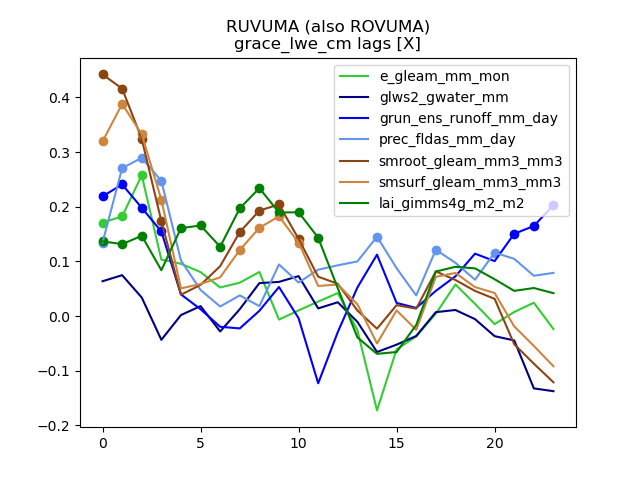 RUVUMA (also ROVUMA)
grace_lwe_cm lags [X]
e_gleam_mm_mon
glws2_gwater_mm
grun_ens_runoff_mm_day
prec_fldas_mm_day
smroot_gleam_mm3_mm3
smsurf_gleam_mm3_mm3
lai_gimms4g_m2_m2
0.4
0.3
0.2
0.1
0.0
−0.1
−0.2
0 5 10 15 20